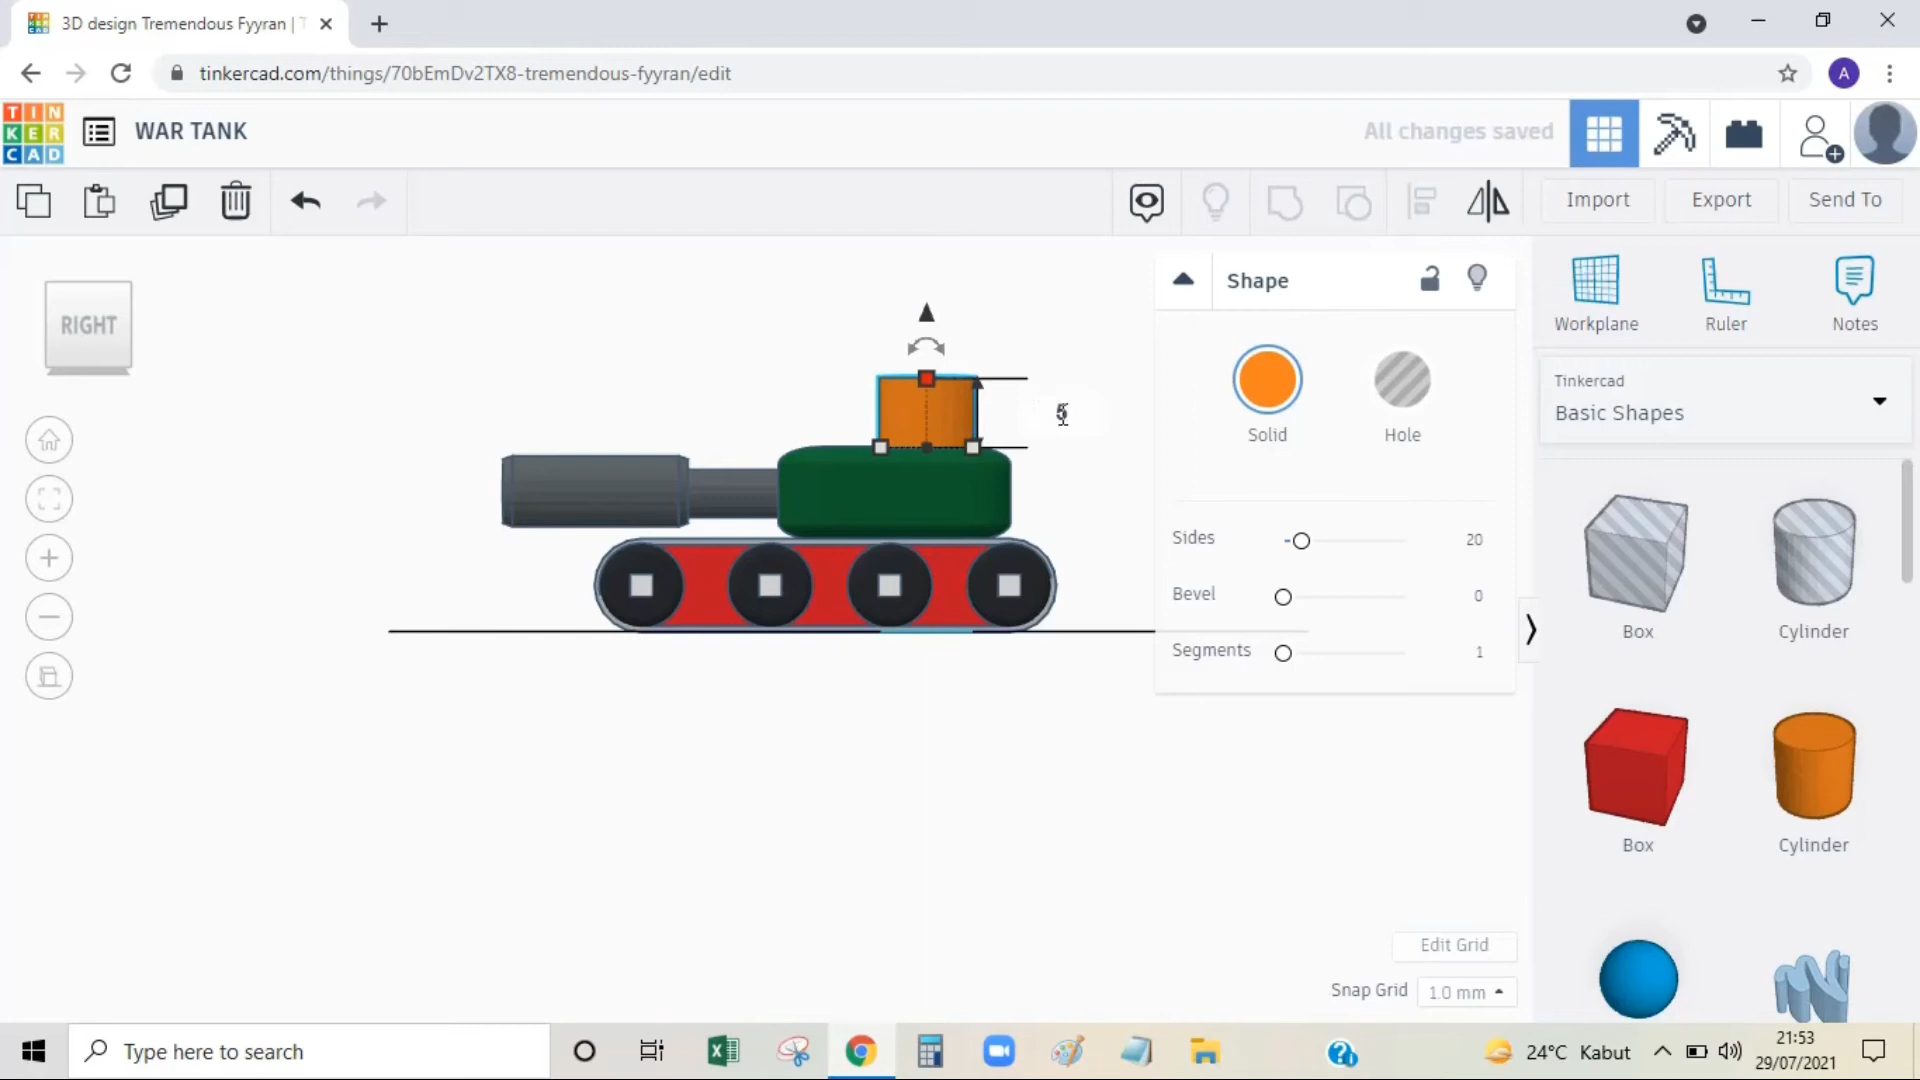 3D design Tremendous Fyyran | T
tinkercad.com/things/70bEmDv2TX8-tremendous-fyyran/edit
A
TIN
KER
CAD
WAR TANK
All changes saved
Import
Export
Send To
RIGHT
Shape
Workplane
Ruler
Notes
Solid
Hole
Tinkercad
Basic Shapes
5
Sides
20
Bevel
0
Segments
1
Box
Cylinder
Box
Cylinder
Edit Grid
Snap Grid
1.0 mm
Type here to search
24°C Kabut
21:53
29/07/2021